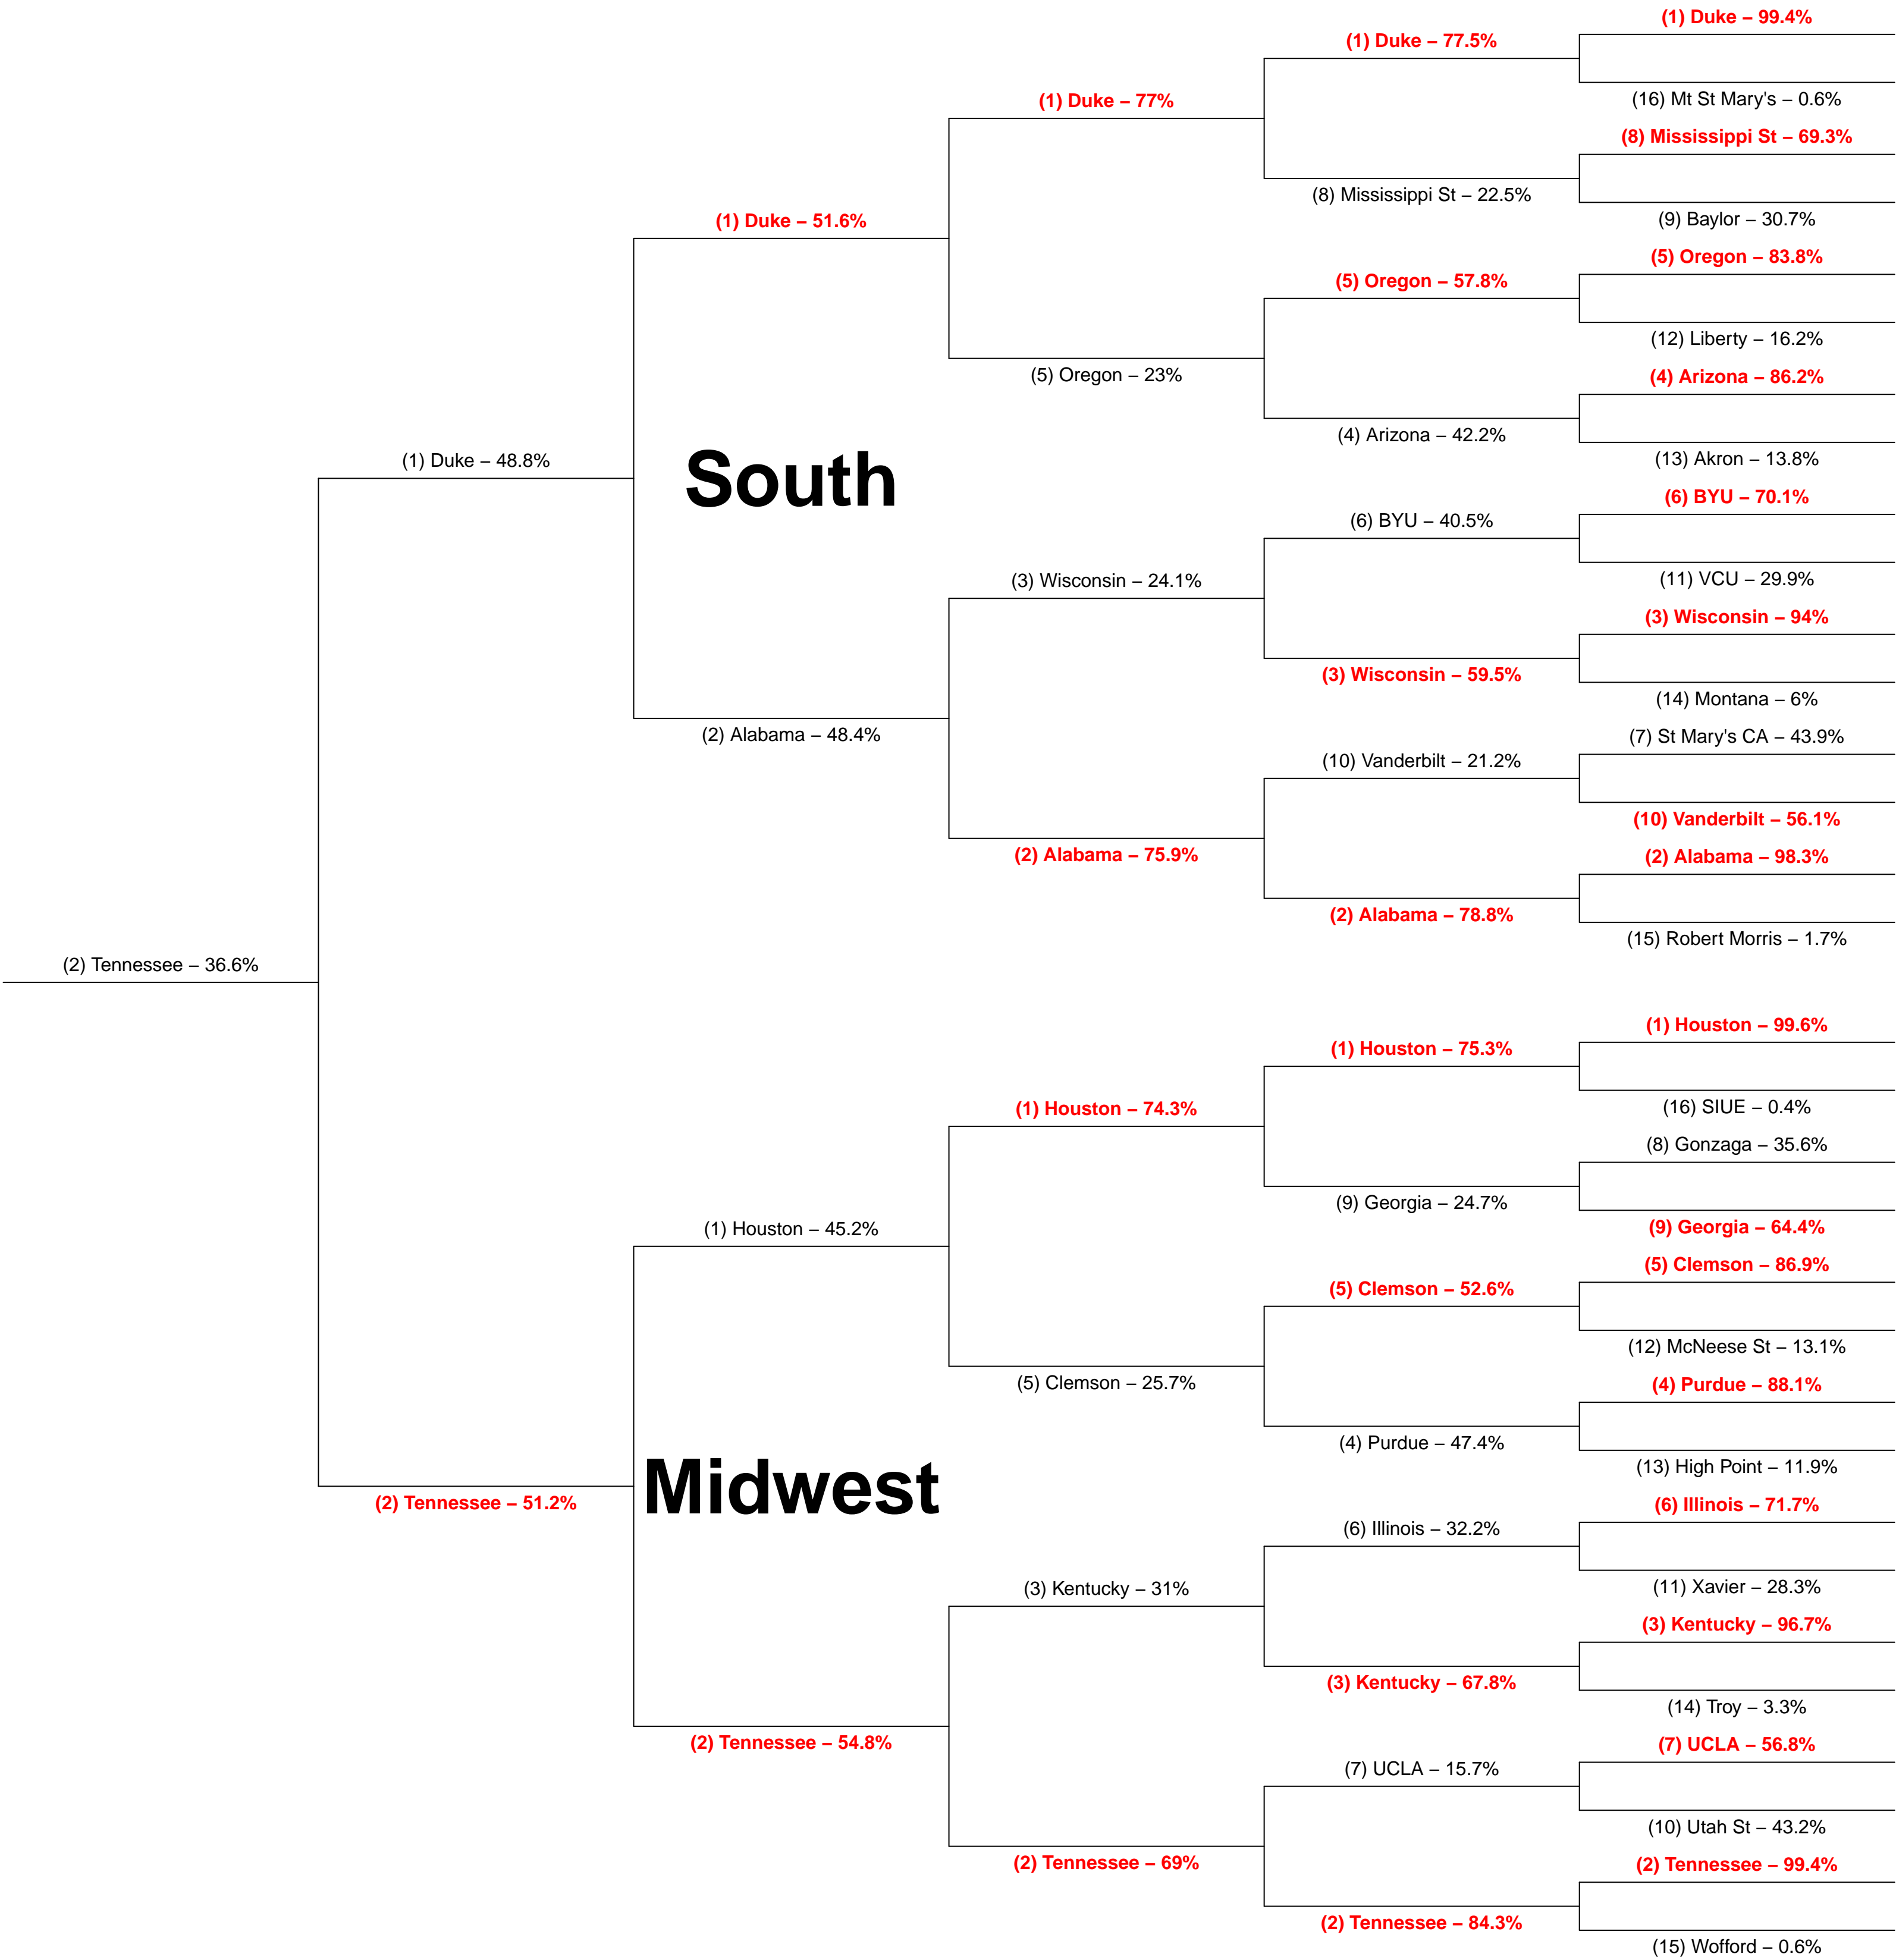 (1) Duke – 99.4%
(1) Duke – 77.5%
(16) Mt St Mary's – 0.6%
(1) Duke – 77%
(8) Mississippi St – 69.3%
(8) Mississippi St – 22.5%
(9) Baylor – 30.7%
(1) Duke – 51.6%
(5) Oregon – 83.8%
(5) Oregon – 57.8%
(12) Liberty – 16.2%
(5) Oregon – 23%
(4) Arizona – 86.2%
(4) Arizona – 42.2%
(13) Akron – 13.8%
(1) Duke – 48.8%
South
(6) BYU – 70.1%
(6) BYU – 40.5%
(11) VCU – 29.9%
(3) Wisconsin – 24.1%
(3) Wisconsin – 94%
(3) Wisconsin – 59.5%
(14) Montana – 6%
(2) Alabama – 48.4%
(7) St Mary's CA – 43.9%
(10) Vanderbilt – 21.2%
(10) Vanderbilt – 56.1%
(2) Alabama – 75.9%
(2) Alabama – 98.3%
(2) Alabama – 78.8%
(15) Robert Morris – 1.7%
(2) Tennessee – 36.6%
(1) Houston – 99.6%
(1) Houston – 75.3%
(16) SIUE – 0.4%
(1) Houston – 74.3%
(8) Gonzaga – 35.6%
(9) Georgia – 24.7%
(9) Georgia – 64.4%
(1) Houston – 45.2%
(5) Clemson – 86.9%
(5) Clemson – 52.6%
(12) McNeese St – 13.1%
(5) Clemson – 25.7%
(4) Purdue – 88.1%
(4) Purdue – 47.4%
(13) High Point – 11.9%
Midwest
(2) Tennessee – 51.2%
(6) Illinois – 71.7%
(6) Illinois – 32.2%
(11) Xavier – 28.3%
(3) Kentucky – 31%
(3) Kentucky – 96.7%
(3) Kentucky – 67.8%
(14) Troy – 3.3%
(2) Tennessee – 54.8%
(7) UCLA – 56.8%
(7) UCLA – 15.7%
(10) Utah St – 43.2%
(2) Tennessee – 69%
(2) Tennessee – 99.4%
(2) Tennessee – 84.3%
(15) Wofford – 0.6%